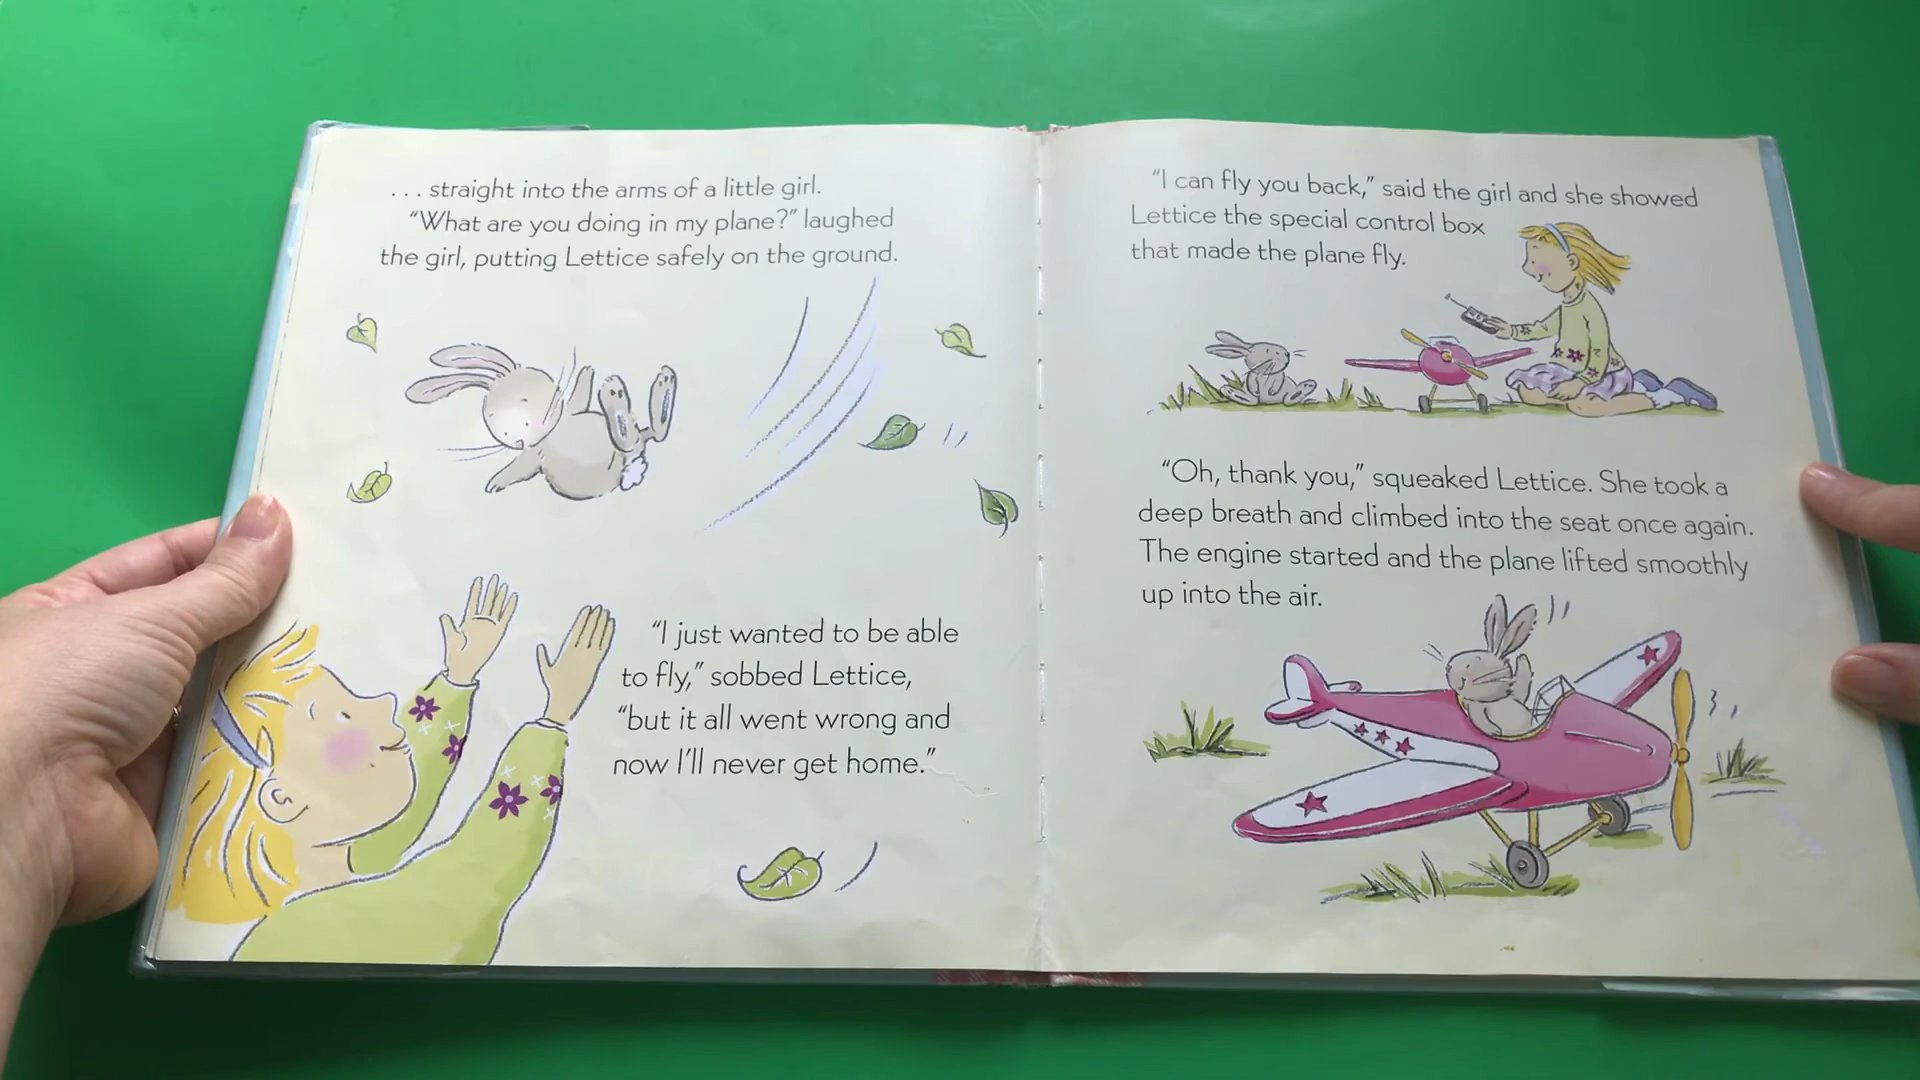 . . . straight into the arms of a little girl.
“What are you doing in my plane?” laughed
the girl, putting Lettice safely on the ground.
“I just wanted to be able
to fly,” sobbed Lettice,
“but it all went wrong and
now I’ll never get home.”
“I can fly you back,” said the girl and she showed
Lettice the special control box
that made the plane fly.
“Oh, thank you,” squeaked Lettice. She took a
deep breath and climbed into the seat once again.
The engine started and the plane lifted smoothly
up into the air.